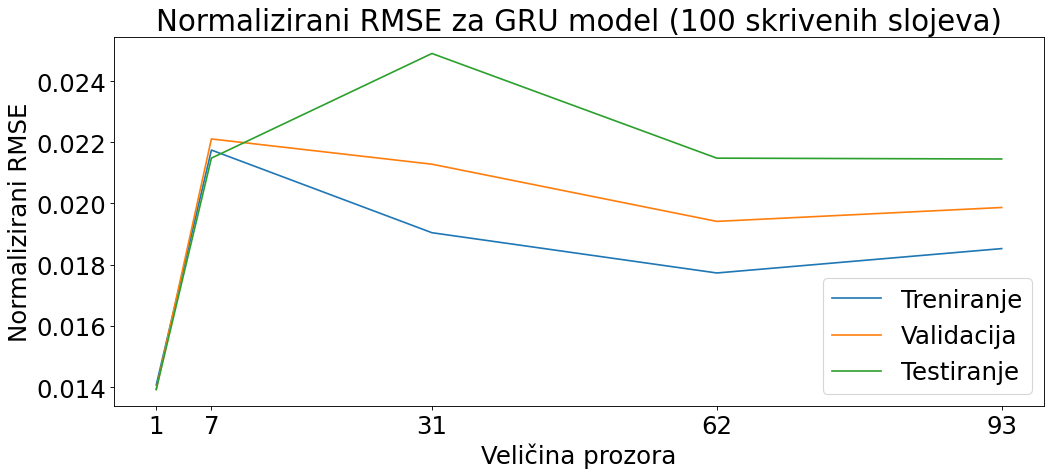 Normalizirani RMSE za GRU model (100 skrivenih slojeva)
Normalizirani RMSE
0.024
0.022
0.020
0.018
0.016
0.014
Treniranje
Validacija
Testiranje
1 7 31 62 93
Veličina prozora